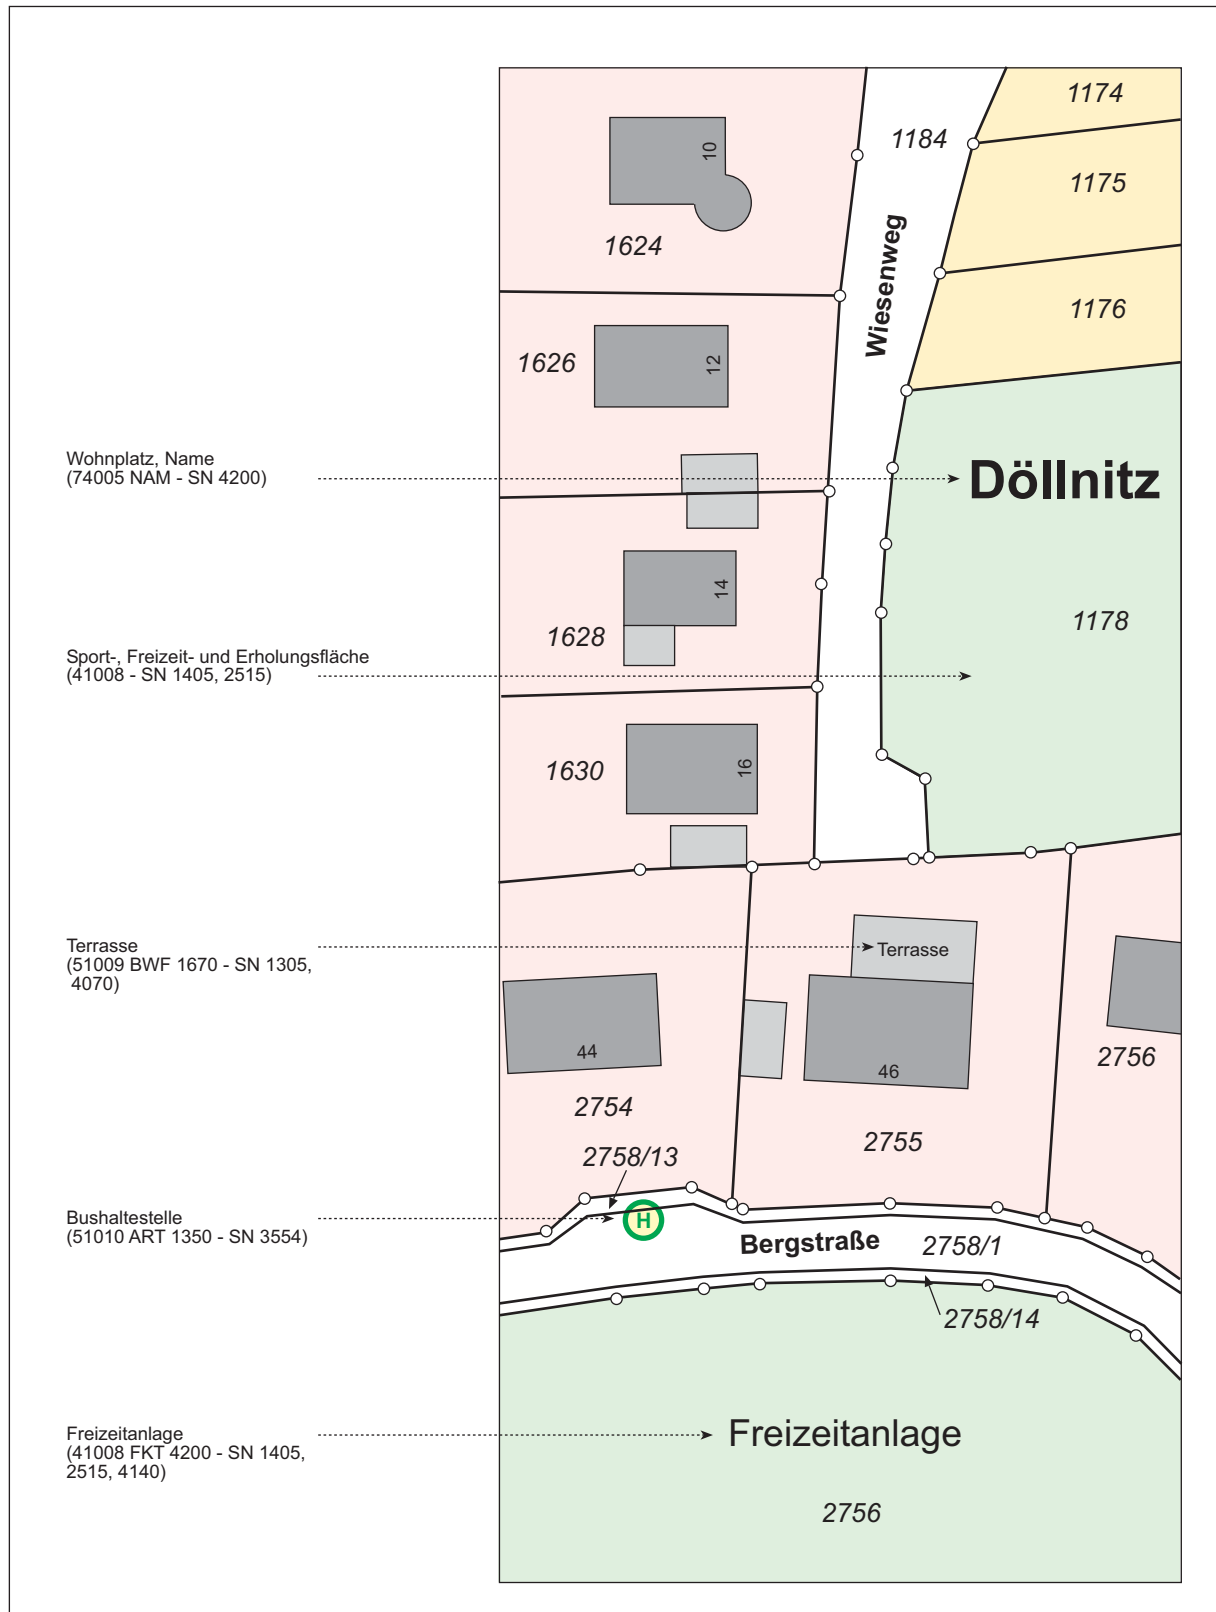 1174
1184
10
1175
1624
Wiesenweg
1176
1626
12
Wohnplatz, Name
(74005 NAM - SN 4200)
Döllnitz
14
1628
1178
Sport-, Freizeit- und Erholungsfläche
(41008 - SN 1405, 2515)
1630
16
Terrasse
(51009 BWF 1670 - SN 1305,
4070)
Terrasse
44
46
2756
2754
2755
2758/13
Bushaltestelle
(51010 ART 1350 - SN 3554)
H
Bergstraße
2758/1
2758/14
Freizeitanlage
(41008 FKT 4200 - SN 1405,
2515, 4140)
Freizeitanlage
2756